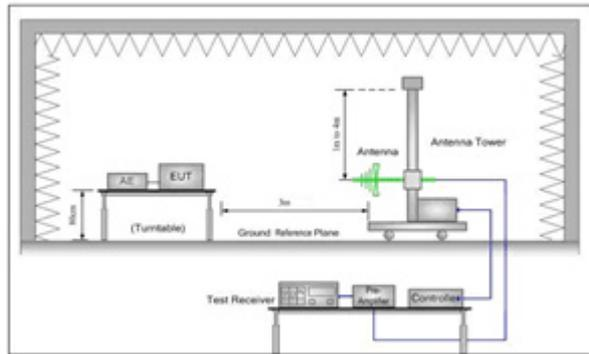 1m to 4m
Antenna
Antenna Tower
AE
EUT
80cm
3m
(Turntable)
Ground Reference Plane
Test Receiver
Pre-
Amplifier
Controller